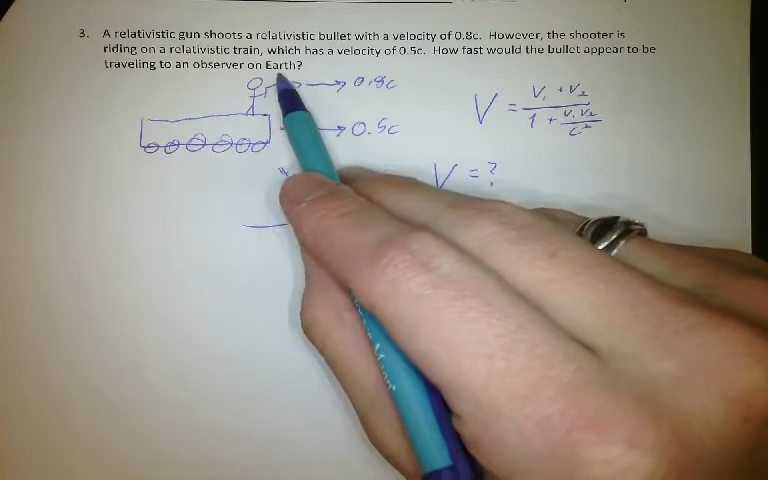 3. A relativistic gun shoots a relativistic bullet with a velocity of 0.8c. However, the shooter is
riding on a relativistic train, which has a velocity of 0.5c. How fast would the bullet appear to be
traveling to an observer on Earth?
0.8c
V = V₁ + V₂ / 1 + V₁V₂/c²
0.5c
V = ?